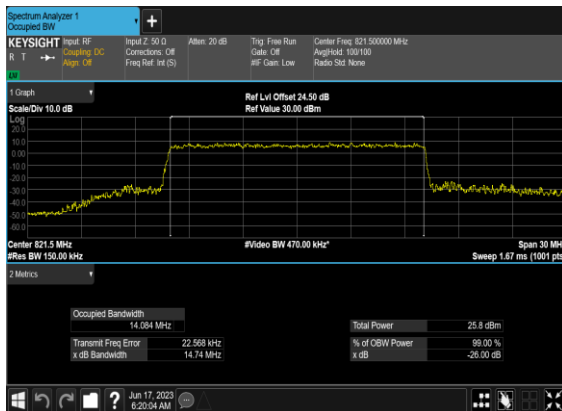 Spectrum Analyzer 1
Occupied BW
KEYSIGHT Input: RF Input Z: 50 Ω Atten: 20 dB Trig: Free Run Center Freq: 821.500000 MHz
R T Coupling: DC Corrections: Off Gate: Off Avg|Hold: 100/100
Align: Off Freq Ref: Int (S) #IF Gain: Low Radio Std: None
1 Graph
Ref Lvl Offset 24.50 dB
Scale/Div 10.0 dB Ref Value 30.00 dBm
Log
20.0
10.0
0.00
-10.0
-20.0
-30.0
-40.0
-50.0
-60.0
Center 821.5 MHz #Video BW 470.00 kHz* Span 30 MH
#Res BW 150.00 kHz Sweep 1.67 ms (1001 pts
2 Metrics
Occupied Bandwidth
14.084 MHz Total Power 25.8 dBm
Transmit Freq Error 22.568 kHz % of OBW Power 99.00 %
x dB Bandwidth 14.74 MHz x dB -26.00 dB
? Jun 17, 2023
6:20:04 AM